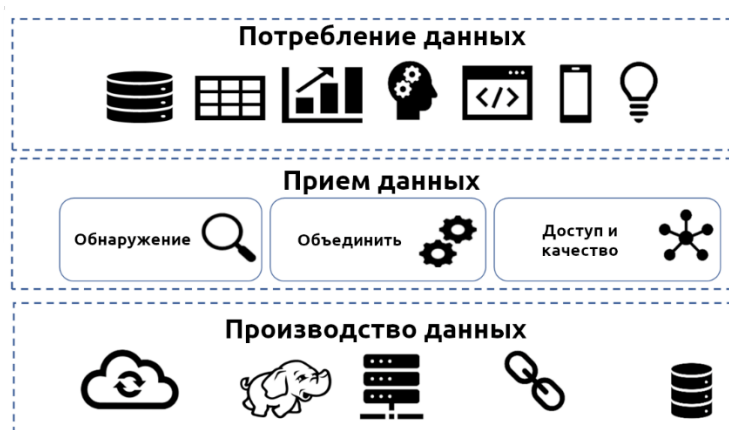 Потребление данных
</>
Прием данных
Обнаружение
Объединить
Доступ и
качество
Производство данных